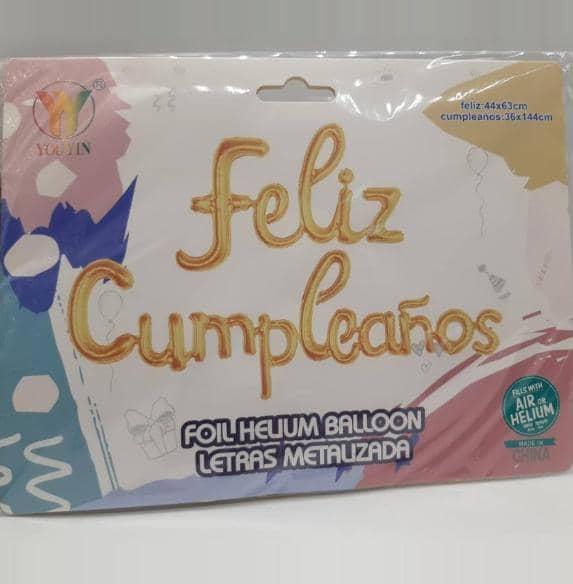 YOUYIN
®
feliz:44x63cm
cumpleaños:36x144cm
feliz
Cumpleaños
FOIL HELIUM BALLOON
LETRAS METALIZADA
FILLS WITH
AIR OR
HELIUM
MADE IN
CHINA